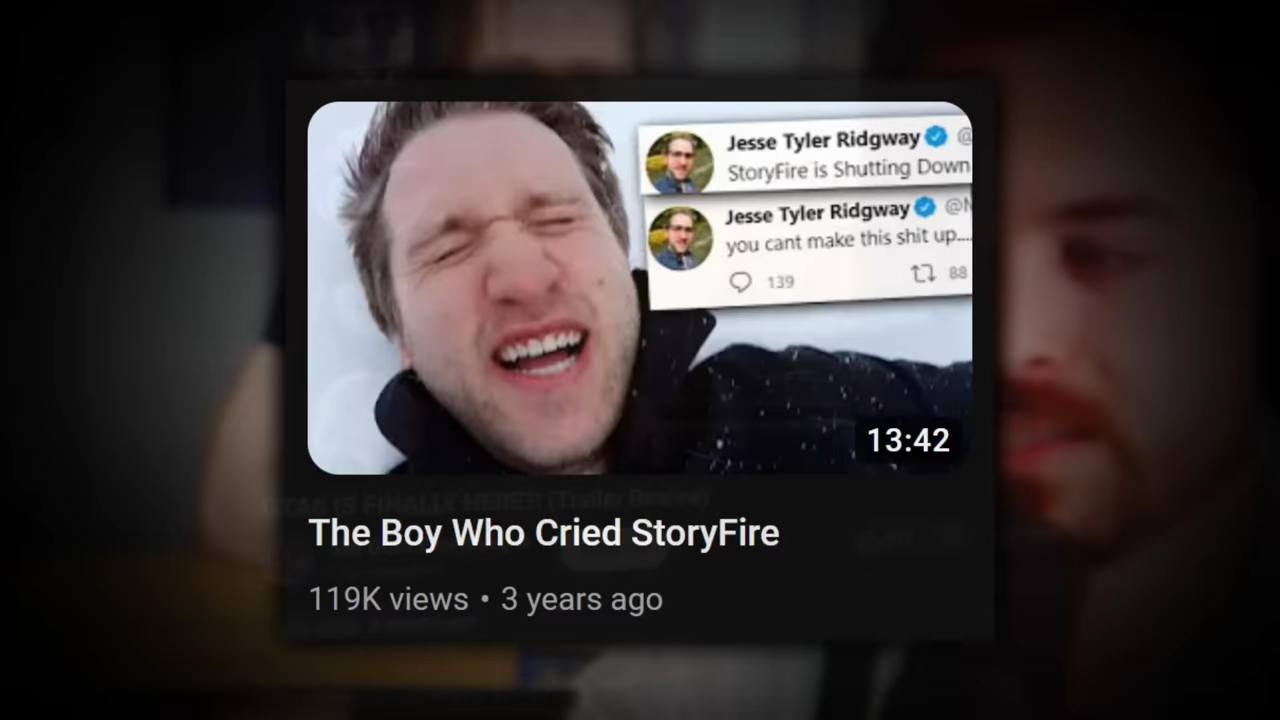 Jesse Tyler Ridgway @
StoryFire is Shutting Down
Jesse Tyler Ridgway @
you cant make this shit up....
139 88
13:42
The Boy Who Cried StoryFire
119K views • 3 years ago